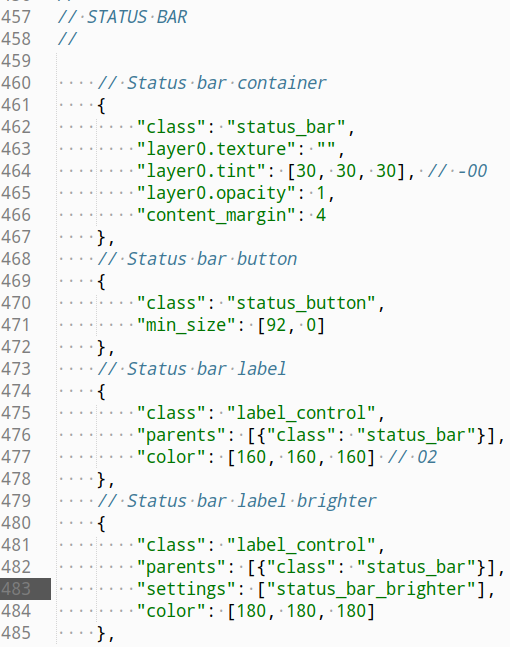 457 // STATUS BAR
458 //
459
460     // Status bar container
461     {
462         "class": "status_bar",
463         "layer0.texture": "",
464         "layer0.tint": [30, 30, 30], // -00
465         "layer0.opacity": 1,
466         "content_margin": 4
467     },
468     // Status bar button
469     {
470         "class": "status_button",
471         "min_size": [92, 0]
472     },
473     // Status bar label
474     {
475         "class": "label_control",
476         "parents": [{"class": "status_bar"}],
477         "color": [160, 160, 160] // 02
478     },
479     // Status bar label brighter
480     {
481         "class": "label_control",
482         "parents": [{"class": "status_bar"}],
483         "settings": ["status_bar_brighter"],
484         "color": [180, 180, 180]
485     },